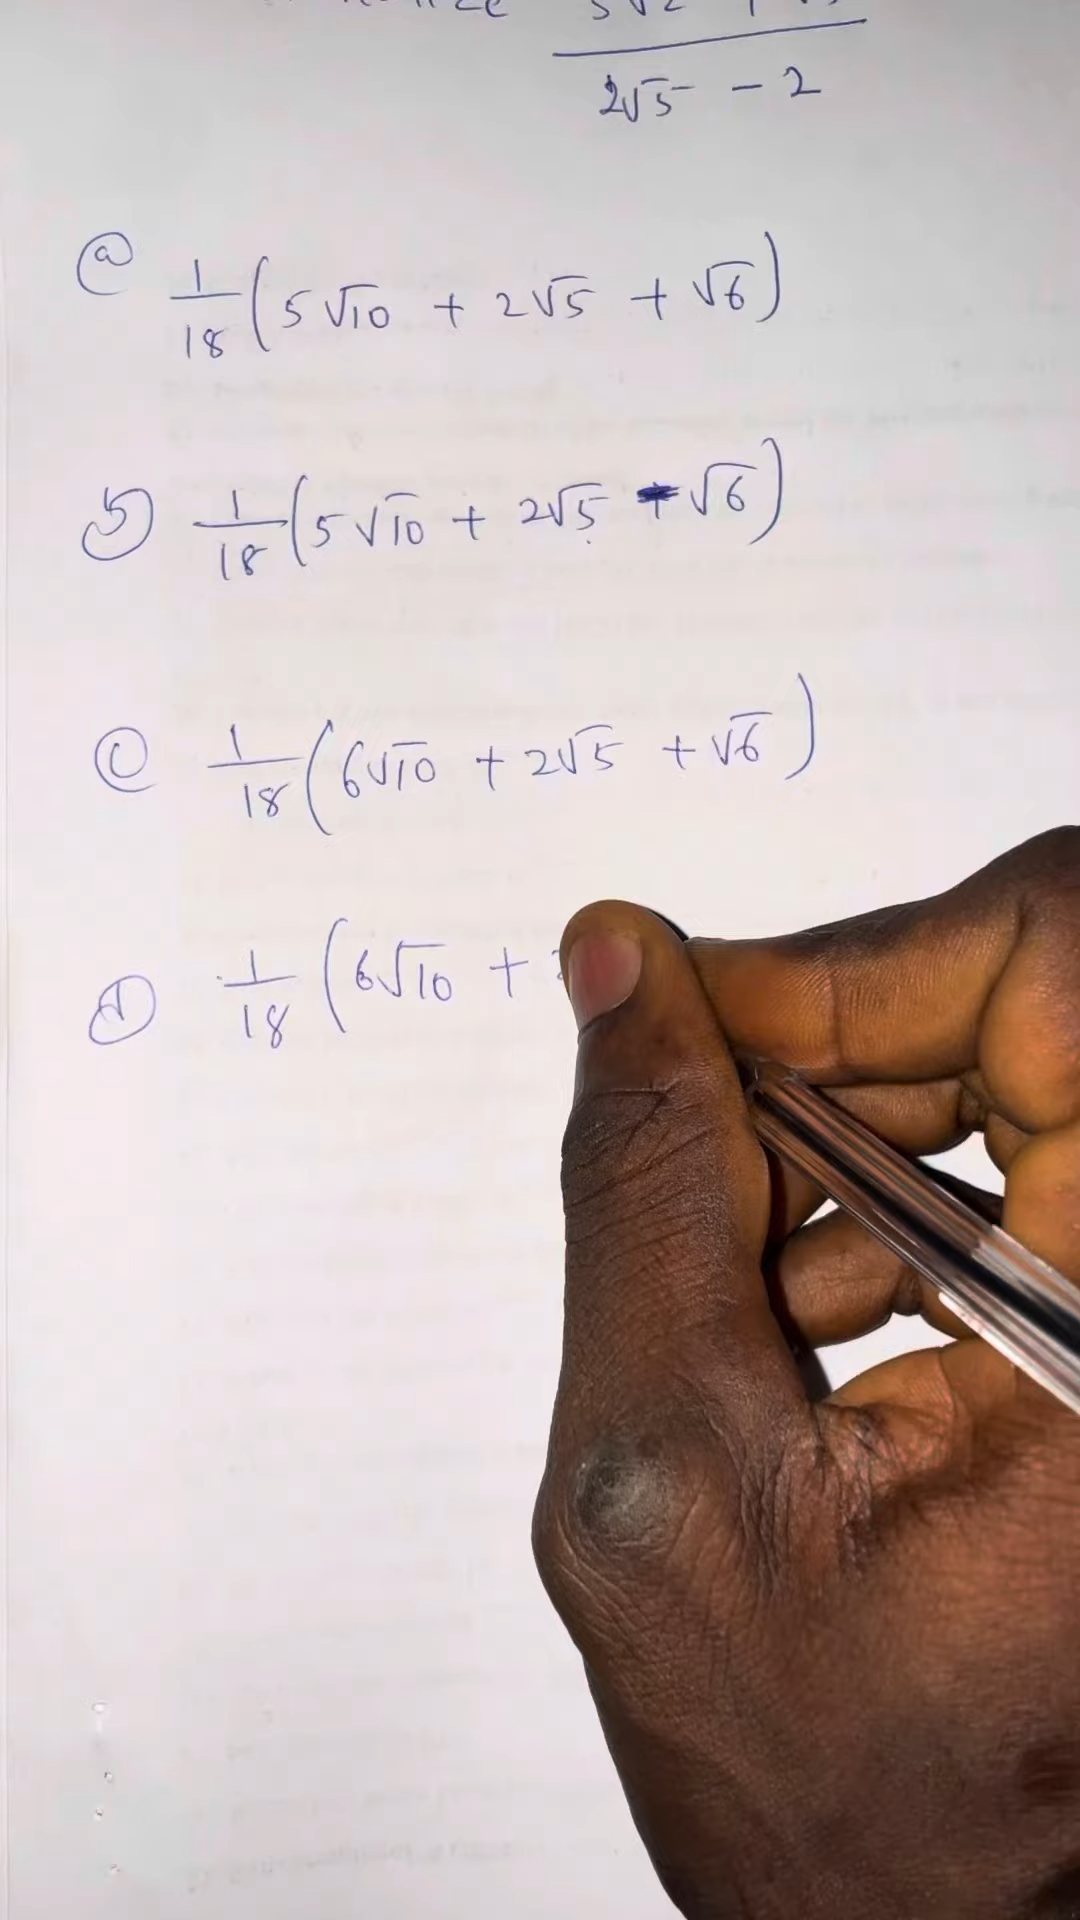 2√5 - 2
ⓐ 1/18 (5√10 + 2√5 + √6)
ⓑ 1/18 (5√10 + 2√5 - √6)
ⓒ 1/18 (6√10 + 2√5 + √6)
ⓓ 1/18 (6√10 +